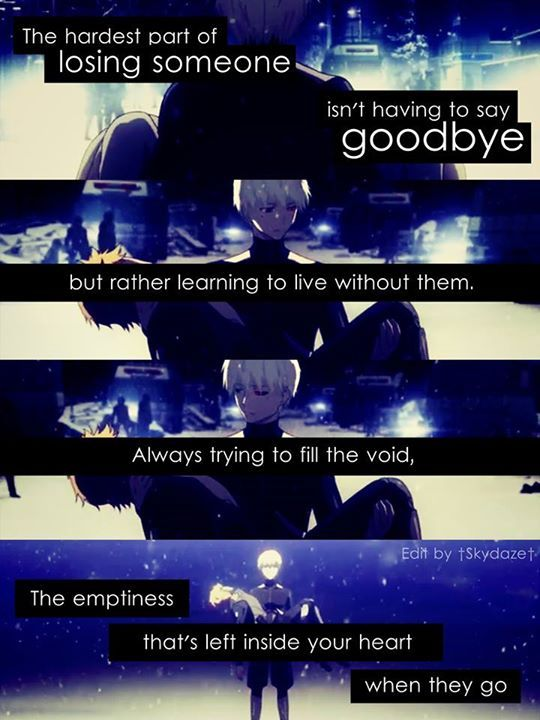 The hardest part of
losing someone
isn't having to say
goodbye
but rather learning to live without them.
Always trying to fill the void,
Edit by †Skydaze†
The emptiness
that's left inside your heart
when they go